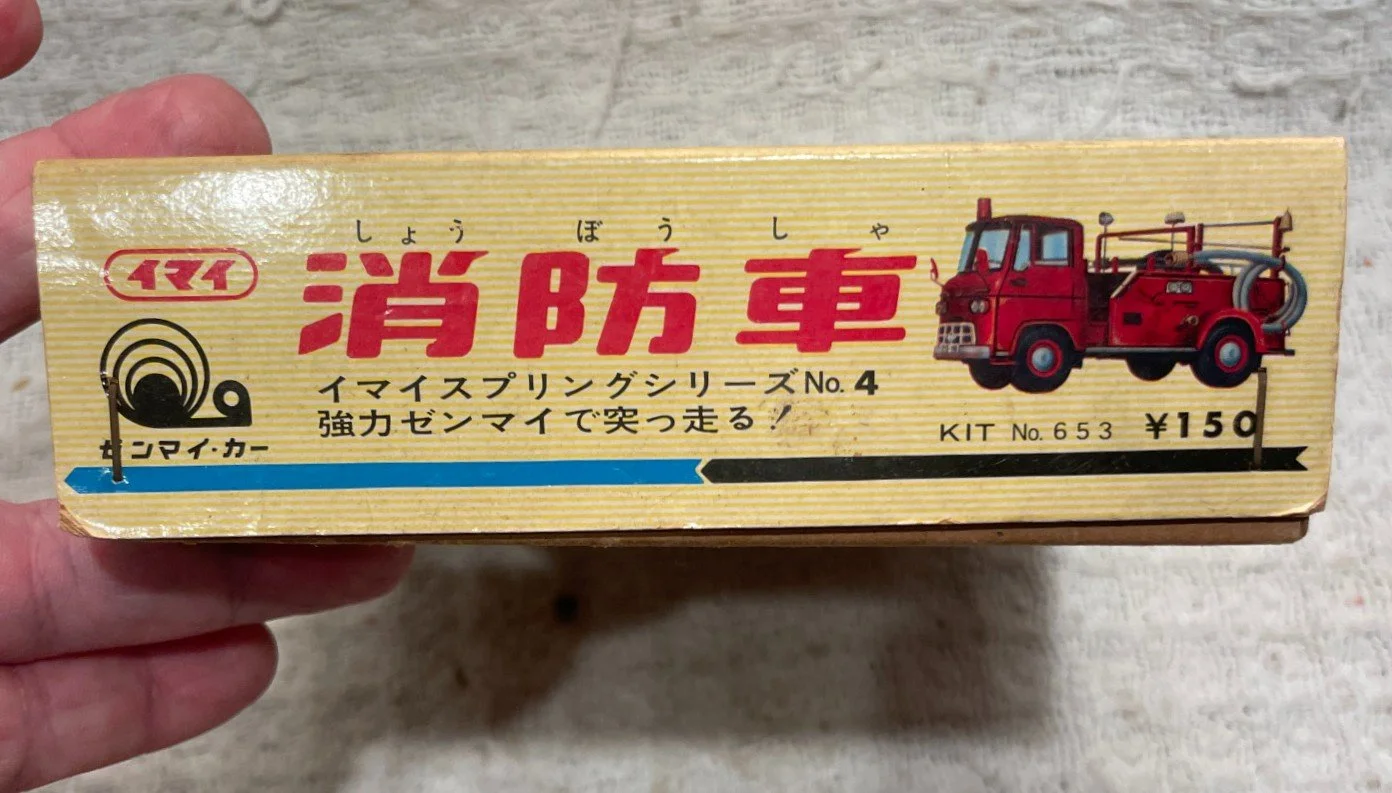 しょうぼうしゃ
イマイ
消防車
イマイスプリングシリーズNo.4
強力ゼンマイで突っ走る!
ゼンマイ・カー
KIT No.653 ¥150